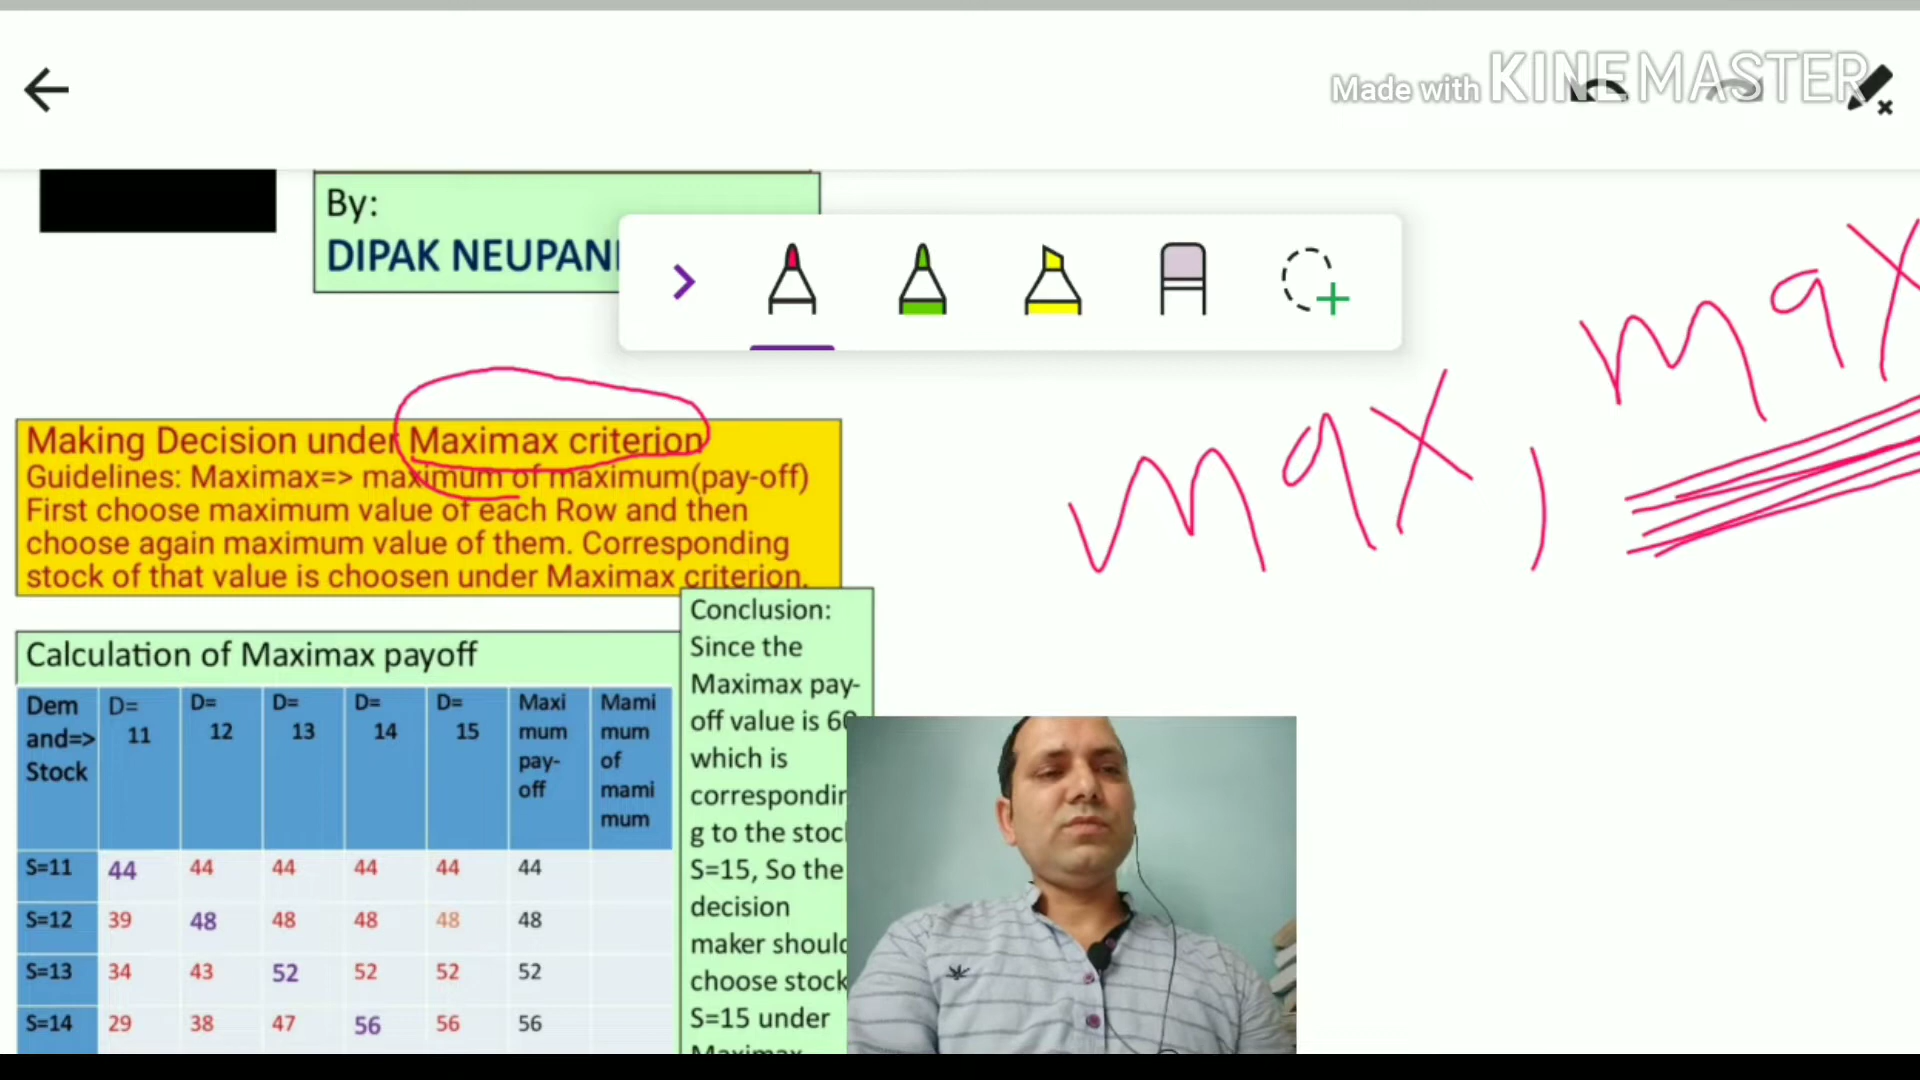 Made with KINEMASTER
By:
DIPAK NEUPAN
max, max
Making Decision under Maximax criterion
Guidelines: Maximax=> maximum of maximum(pay-off)
First choose maximum value of each Row and then
choose again maximum value of them. Corresponding
stock of that value is choosen under Maximax criterion.
Calculation of Maximax payoff
Dem and=> Stock D= 11 D= 12 D= 13 D= 14 D= 15 Maxi mum pay- off Mami mum of mami mum
S=11 44 44 44 44 44 44
S=12 39 48 48 48 48 48
S=13 34 43 52 52 52 52
S=14 29 38 47 56 56 56
Conclusion:
Since the
Maximax pay-
off value is 60
which is
correspondin
g to the stoc
S=15, So the
decision
maker should
choose stock
S=15 under
Maximax